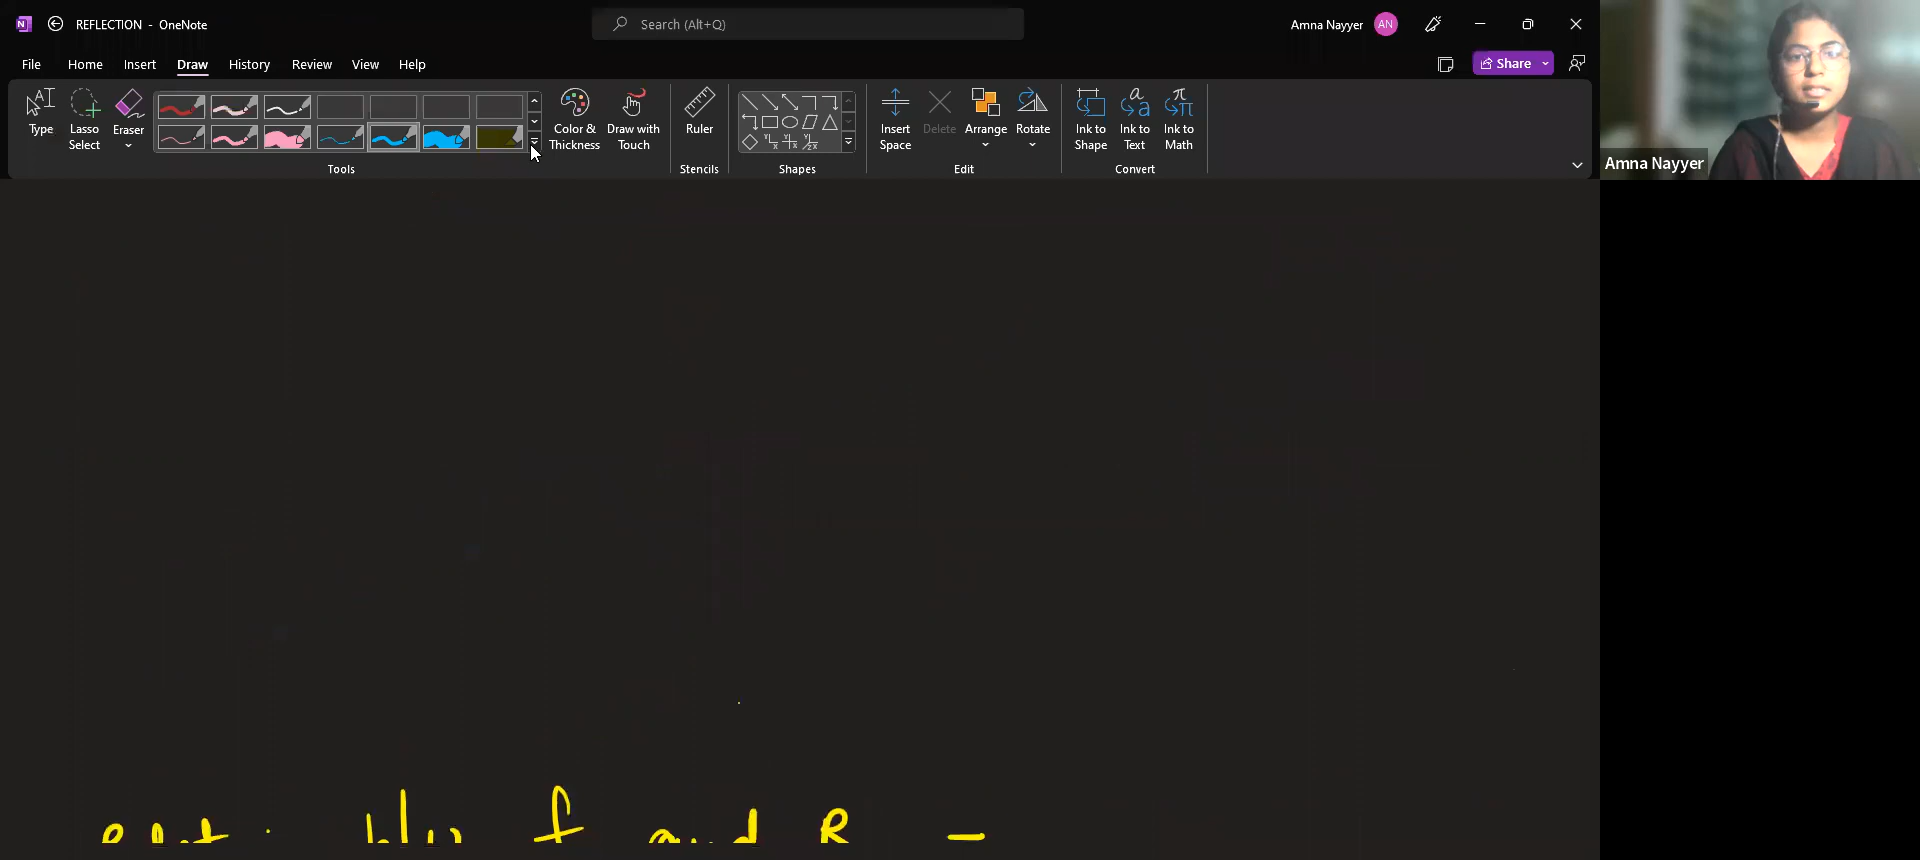 REFLECTION - OneNote
Search (Alt+Q)
Amna Nayyer AN
File Home Insert Draw History Review View Help
Share
Type
Lasso Select
Eraser
Color & Thickness
Draw with Touch
Ruler
Insert Space
Delete
Arrange
Rotate
Ink to Shape
Ink to Text
Ink to Math
Tools
Stencils
Shapes
Edit
Convert
Amna Nayyer
f and R -